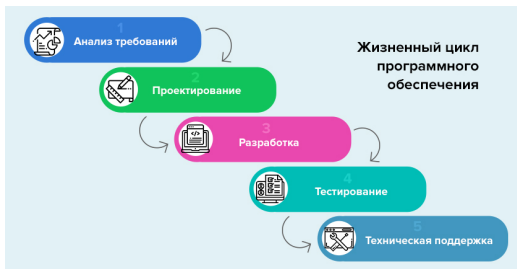 1
Анализ требований
Жизненный цикл
программного
обеспечения
2
Проектирование
3
Разработка
4
Тестирование
5
Техническая поддержка